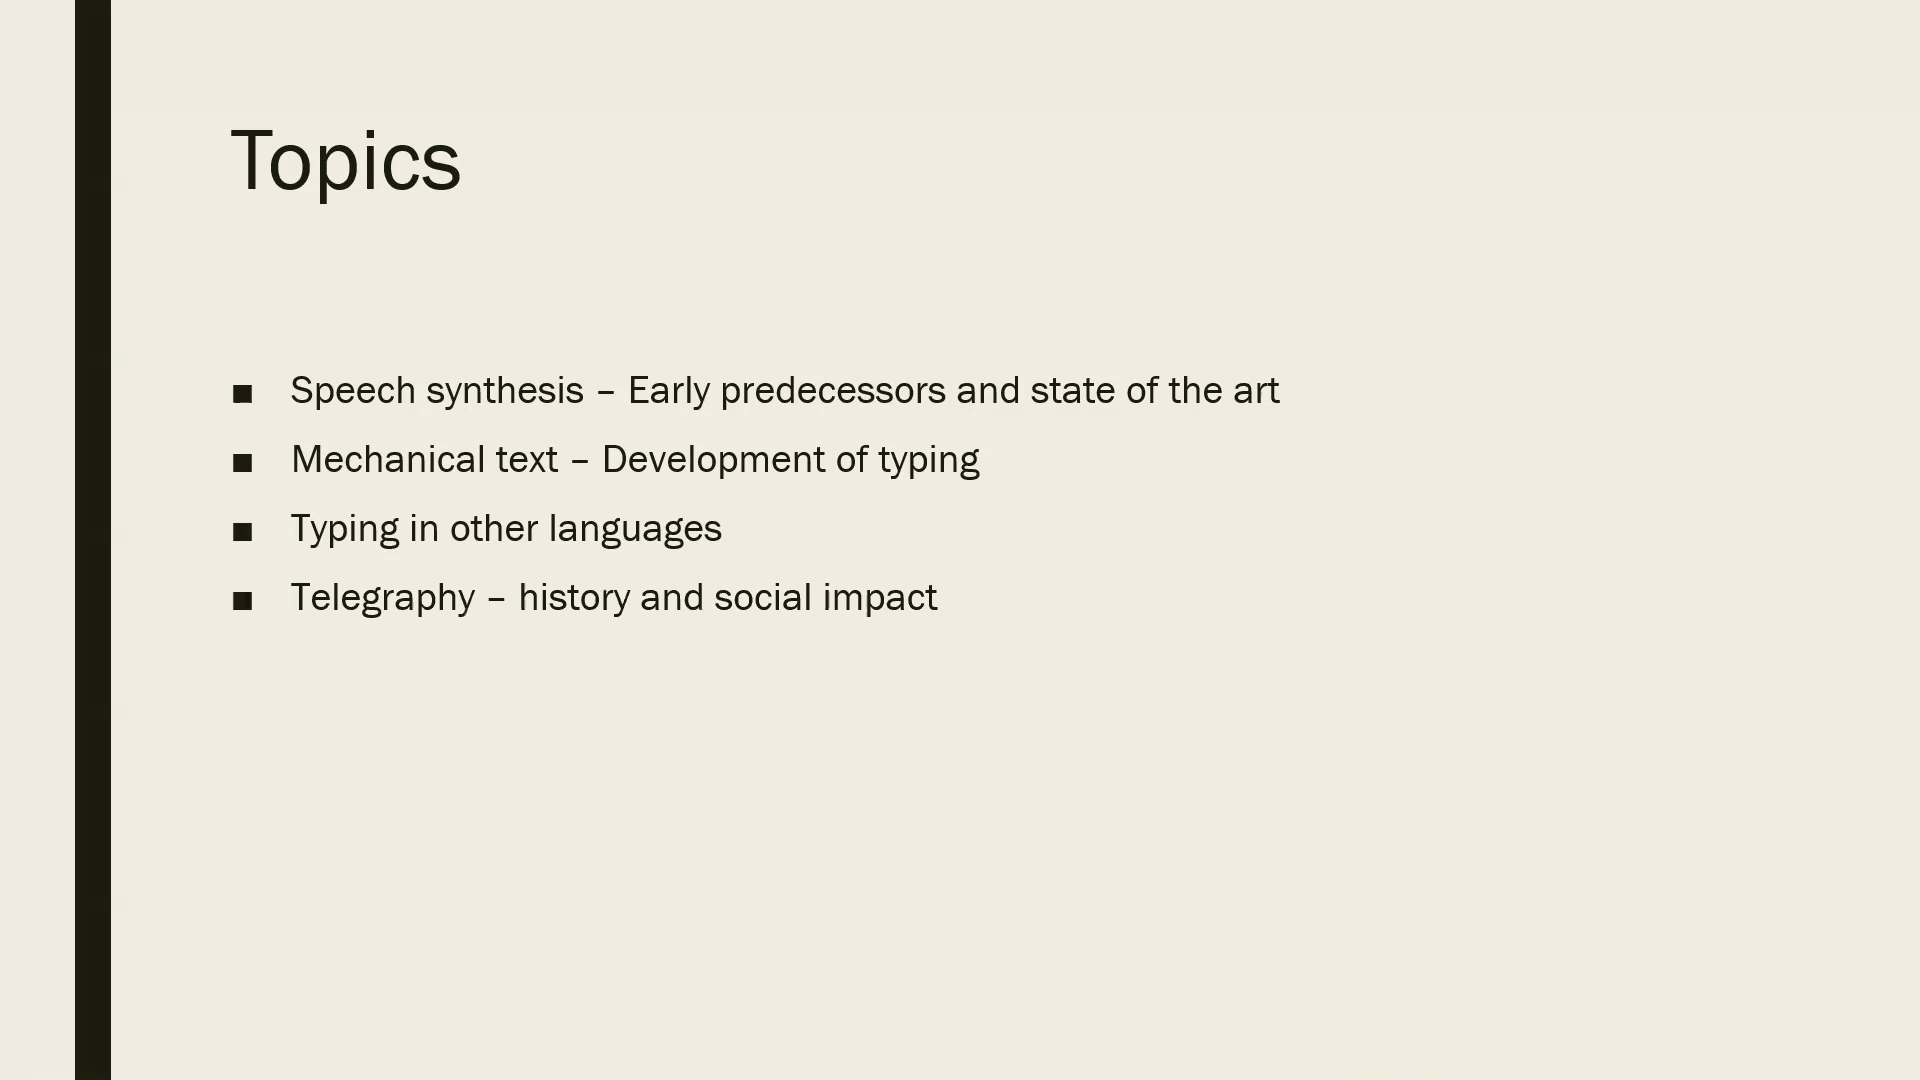 Topics
■ Speech synthesis – Early predecessors and state of the art
■ Mechanical text – Development of typing
■ Typing in other languages
■ Telegraphy – history and social impact